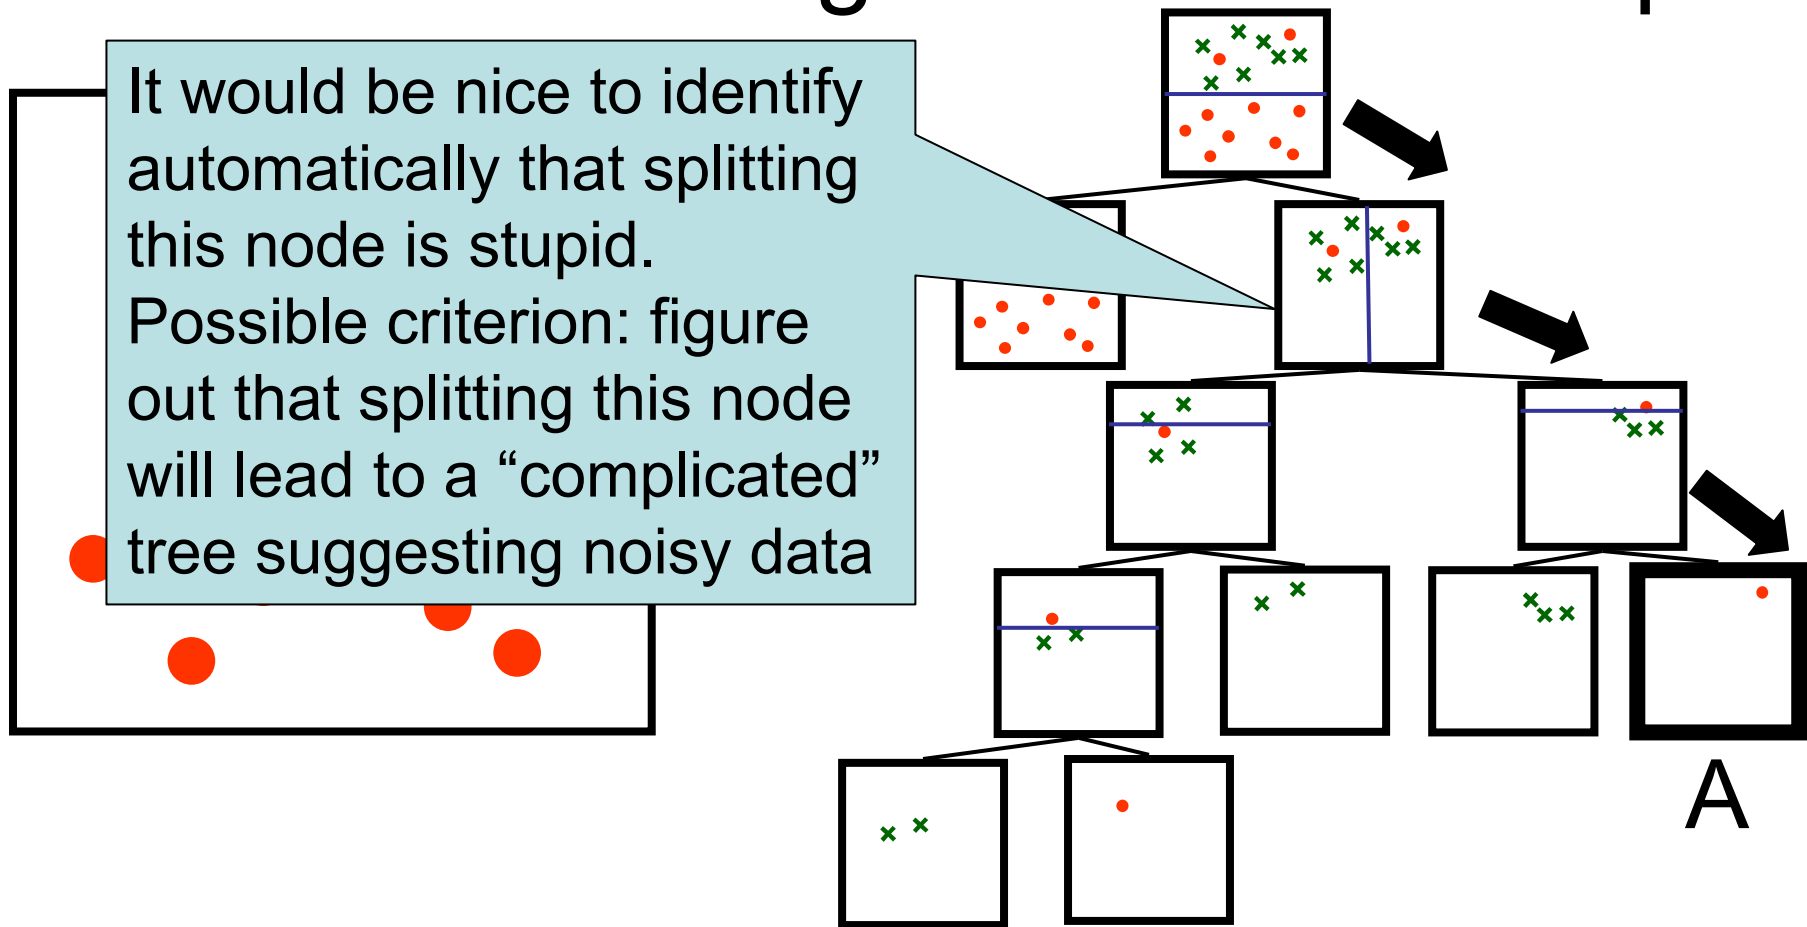 It would be nice to identify
automatically that splitting
this node is stupid.
Possible criterion: figure
out that splitting this node
will lead to a “complicated”
tree suggesting noisy data
A